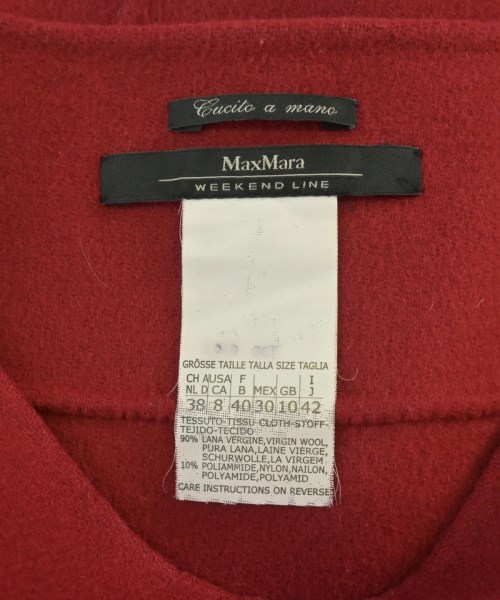 Cucito a mano
MaxMara
WEEKEND LINE
GRÖSSE TAILLE TALLA SIZE TAGLIA
CH AUSA F I
NL D CA B MEX GB J
38 8 40 30 10 42
TESSUTO-TISSU-CLOTH-STOFF-
TEJIDO-TECIDO
90% LANA VERGINE,VIRGIN WOOL,
PURA LANA,LAINE VIERGE,
SCHURWOLLE,LA VIRGEM
10% POLIAMMIDE,NYLON,NAILON,
POLYAMIDE,POLYAMID
CARE INSTRUCTIONS ON REVERSE